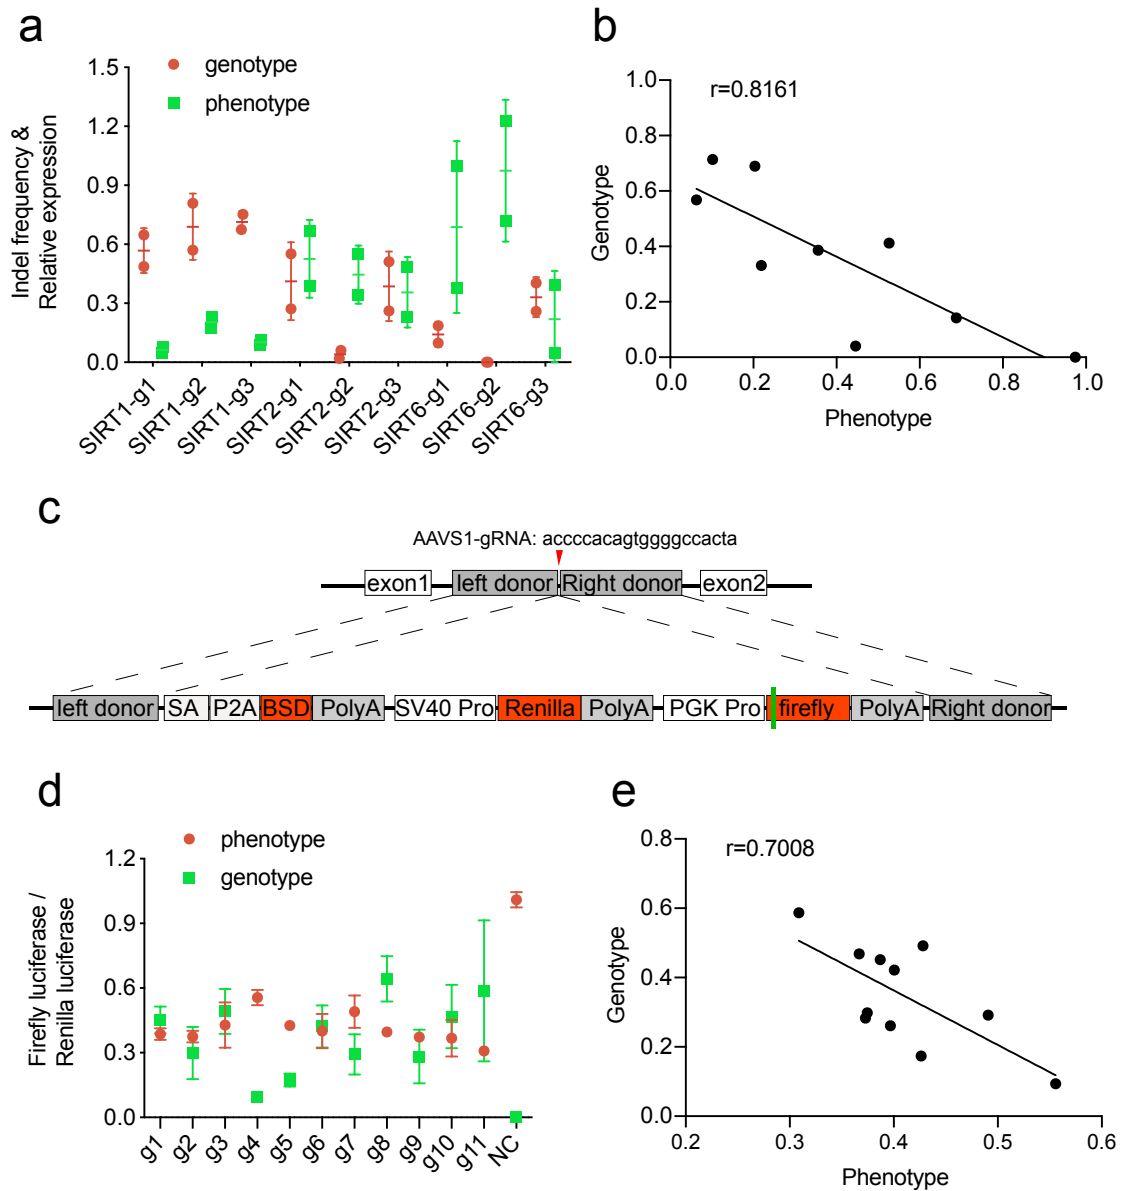 a
genotype
phenotype
Indel frequency &
Relative expression
1.5
1.2
0.9
0.6
0.3
0.0
SIRT1-g1
SIRT1-g2
SIRT1-g3
SIRT2-g1
SIRT2-g2
SIRT2-g3
SIRT6-g1
SIRT6-g2
SIRT6-g3
b
r=0.8161
Genotype
1.0
0.8
0.6
0.4
0.2
0.0
0.0 0.2 0.4 0.6 0.8 1.0
Phenotype
c
AAVS1-gRNA: accccacagtggggccacta
exon1 left donor Right donor exon2
left donor SA P2A BSD PolyA SV40 Pro Renilla PolyA PGK Pro firefly PolyA Right donor
d
phenotype
genotype
Firefly luciferase /
Renilla luciferase
1.2
0.9
0.6
0.3
0.0
g1
g2
g3
g4
g5
g6
g7
g8
g9
g10
g11
NC
e
r=0.7008
Genotype
0.8
0.6
0.4
0.2
0.0
0.2 0.3 0.4 0.5 0.6
Phenotype